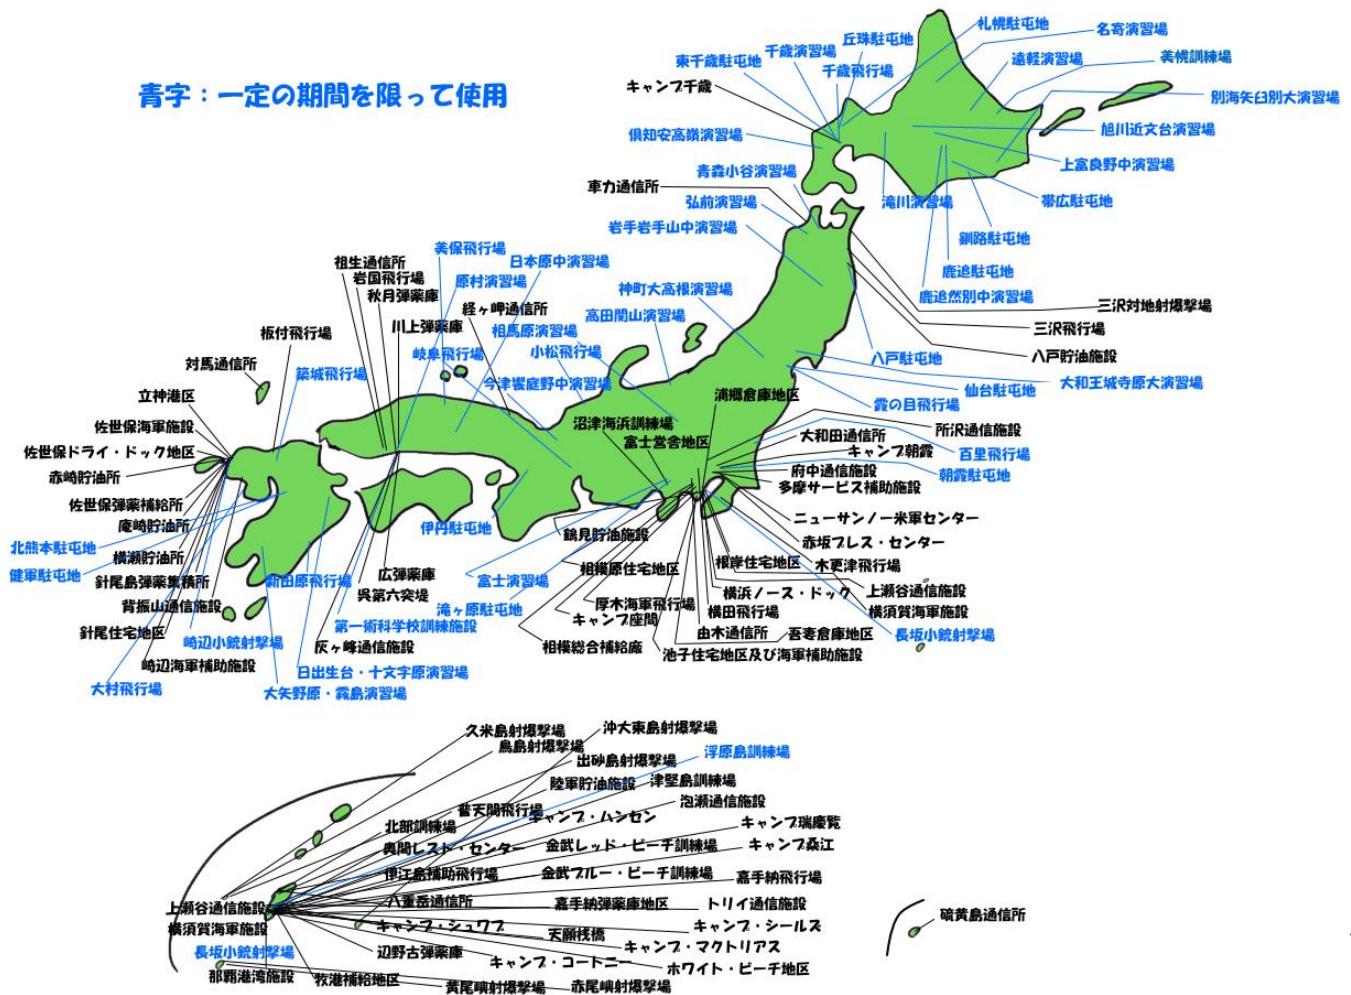 青字：一定の期間を限って使用
札幌駐屯地
名寄演習場
丘珠駐屯地
千歳演習場
東千歳駐屯地
遠軽演習場
美幌訓練場
千歳飛行場
キャンプ千歳
別海矢臼別大演習場
倶知安高嶺演習場
旭川近文台演習場
上富良野中演習場
青森小谷演習場
車力通信所
弘前演習場
滝川演習場
帯広駐屯地
岩手岩手山中演習場
釧路駐屯地
鹿追駐屯地
鹿追然別中演習場
三沢対地射爆撃場
三沢飛行場
八戸貯油施設
八戸駐屯地
美保飛行場
日本原中演習場
祖生通信所
岩国飛行場
原村演習場
秋月弾薬庫
神町大高根演習場
経ヶ岬通信所
高田関山演習場
川上弾薬庫
相馬原演習場
板付飛行場
岐阜飛行場
小松飛行場
対馬通信所
築城飛行場
今津饗庭野中演習場
大和王城寺原大演習場
仙台駐屯地
霞の目飛行場
浦郷倉庫地区
立神港区
沼津海浜訓練場
佐世保海軍施設
富士営舎地区
大和田通信所
所沢通信施設
佐世保ドライ・ドック地区
キャンプ朝霞
百里飛行場
赤崎貯油所
府中通信施設
朝霞駐屯地
多摩サービス補助施設
佐世保弾薬補給所
庵崎貯油所
伊丹駐屯地
鶴見貯油施設
ニューサンノー米軍センター
北熊本駐屯地
赤坂プレス・センター
横瀬貯油所
健軍駐屯地
相模原住宅地区
根岸住宅地区
木更津飛行場
針尾島弾薬集積所
新田原飛行場
広弾薬庫
富士演習場
上瀬谷通信施設
呉第六突堤
横浜ノース・ドック
背振山通信施設
滝ヶ原駐屯地
厚木海軍飛行場
横田飛行場
横須賀海軍施設
キャンプ座間
針尾住宅地区
第一術科学校訓練施設
由木通信所
吾妻倉庫地区
長坂小銃射撃場
崎辺小銃射撃場
灰ヶ峰通信施設
相模総合補給廠
池子住宅地区及び海軍補助施設
崎辺海軍補助施設
日出生台・十文字原演習場
大村飛行場
大矢野原・霧島演習場
久米島射爆撃場
沖大東島射爆撃場
鳥島射爆撃場
出砂島射爆撃場
浮原島訓練場
陸軍貯油施設
津堅島訓練場
普天間飛行場
泡瀬通信施設
北部訓練場
キャンプ・ハンセン
キャンプ瑞慶覧
奥間レスト・センター
金武レッド・ビーチ訓練場
キャンプ桑江
伊江島補助飛行場
金武ブルー・ビーチ訓練場
嘉手納飛行場
上瀬谷通信施設
八重岳通信所
嘉手納弾薬庫地区
トリイ通信施設
硫黄島通信所
横須賀海軍施設
キャンプ・シュワブ
天願桟橋
キャンプ・シールズ
長坂小銃射撃場
辺野古弾薬庫
キャンプ・マクトリアス
キャンプ・コートニー
ホワイト・ビーチ地区
那覇港湾施設
牧港補給地区
黄尾嶼射爆撃場
赤尾嶼射爆撃場